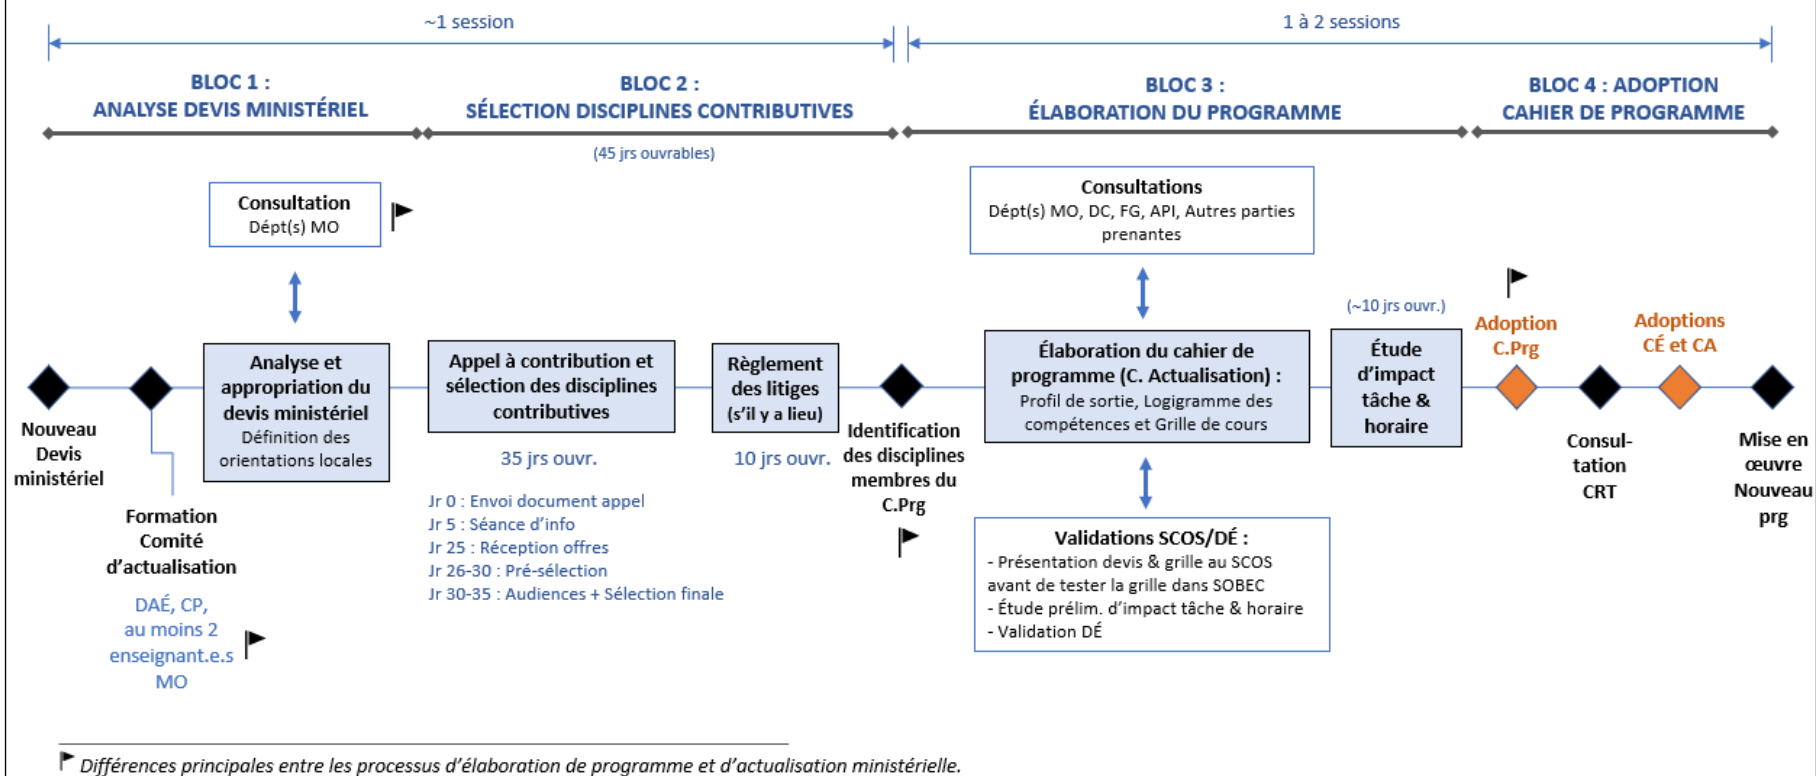 ~1 session
1 à 2 sessions
BLOC 1 :
ANALYSE DEVIS MINISTÉRIEL
BLOC 2 :
SÉLECTION DISCIPLINES CONTRIBUTIVES
(45 jrs ouvrables)
BLOC 3 :
ÉLABORATION DU PROGRAMME
BLOC 4 : ADOPTION
CAHIER DE PROGRAMME
Consultation
Dépt(s) MO
Consultations
Dépt(s) MO, DC, FG, API, Autres parties
prenantes
Nouveau
Devis
ministériel
Formation
Comité
d’actualisation
DAÉ, CP,
au moins 2
enseignant.e.s
MO
Analyse et
appropriation du
devis ministériel
Définition des
orientations locales
Appel à contribution et
sélection des disciplines
contributives
35 jrs ouvr.
Jr 0 : Envoi document appel
Jr 5 : Séance d’info
Jr 25 : Réception offres
Jr 26-30 : Pré-sélection
Jr 30-35 : Audiences + Sélection finale
Règlement
des litiges
(s’il y a lieu)
10 jrs ouvr.
Identification
des disciplines
membres du
C.Prg
Élaboration du cahier de
programme (C. Actualisation) :
Profil de sortie, Logigramme des
compétences et Grille de cours
Validations SCOS/DÉ :
- Présentation devis & grille au SCOS
avant de tester la grille dans SOBEC
- Étude prélim. d’impact tâche & horaire
- Validation DÉ
(~10 jrs ouvr.)
Étude
d’impact
tâche &
horaire
Adoption
C.Prg
Consul-
tation
CRT
Adoptions
CÉ et CA
Mise en
œuvre
Nouveau
prg
Différences principales entre les processus d’élaboration de programme et d’actualisation ministérielle.